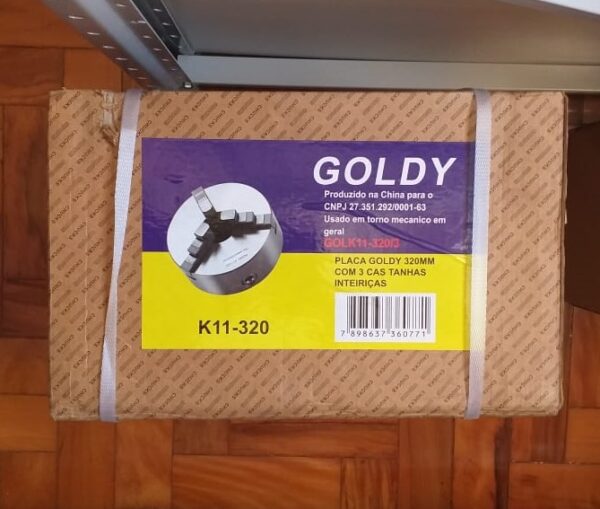 GOLDY
Produzido na China para o
CNPJ 27.351.292/0001-63
Usado em torno mecanico em
geral
GOLK11-320/3
PLACA GOLDY 320MM
COM 3 CAS TANHAS
INTEIRIÇAS
K11-320
7 898637 360771
CHUCKS